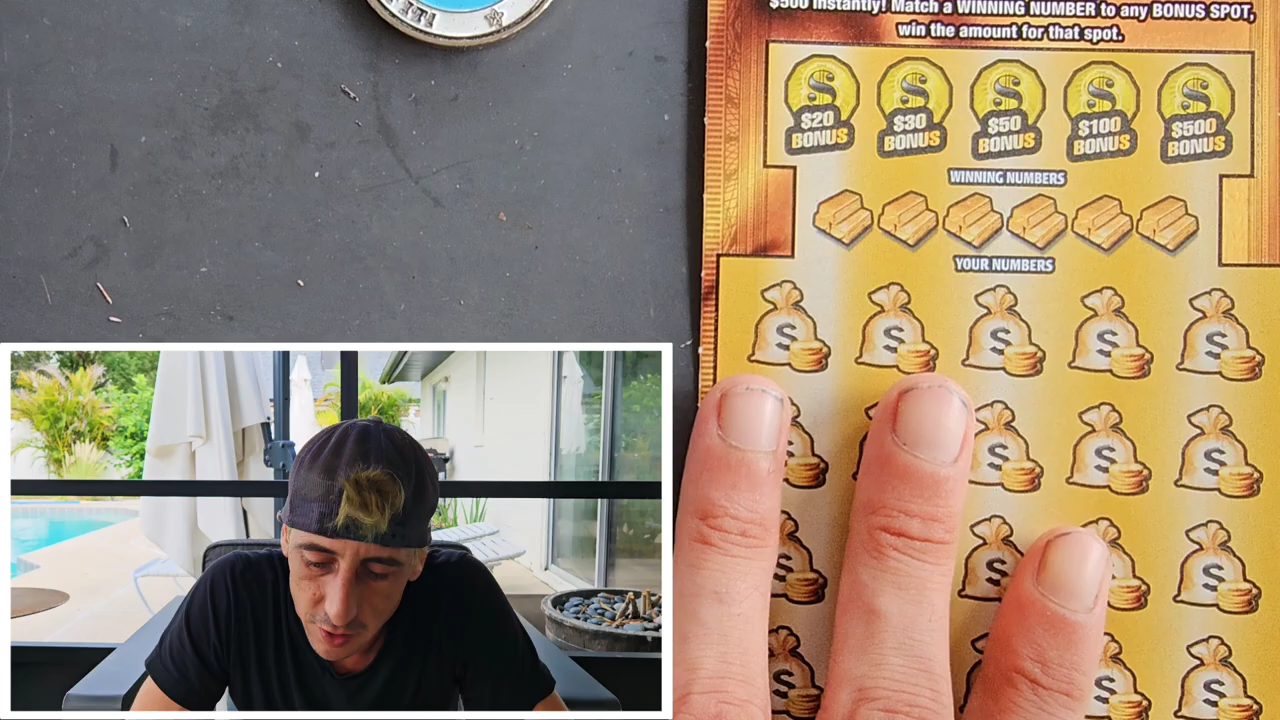 $500 instantly! Match a WINNING NUMBER to any BONUS SPOT,
win the amount for that spot.
$20 BONUS
$30 BONUS
$50 BONUS
$100 BONUS
$500 BONUS
WINNING NUMBERS
YOUR NUMBERS